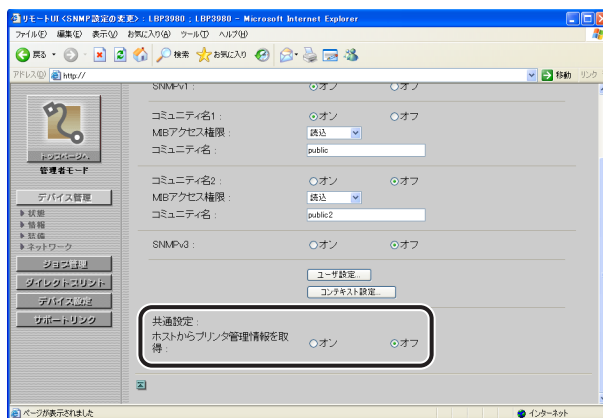 リモートUI <SNMP設定の変更> : LBP3980 ; LBP3980 - Microsoft Internet Explorer
ファイル(F) 編集(E) 表示(V) お気に入り(A) ツール(T) ヘルプ(H)
戻る 検索 お気に入り
アドレス(D) http:// 移動 リンク
SNMPv1 : オン オフ
コミュニティ名1 : オン オフ
MIBアクセス権限 : 読込
コミュニティ名 : public
コミュニティ名2 : オン オフ
MIBアクセス権限 : 読込
コミュニティ名 : public2
SNMPv3 : オン オフ
ユーザ設定...
コンテキスト設定...
共通設定 :
ホストからプリンタ管理情報を取
得 : オン オフ
トップページへ
管理者モード
デバイス管理
状態
情報
装備
ネットワーク
ジョブ管理
ダイレクトプリント
デバイス設定
サポートリンク
ページが表示されました インターネット